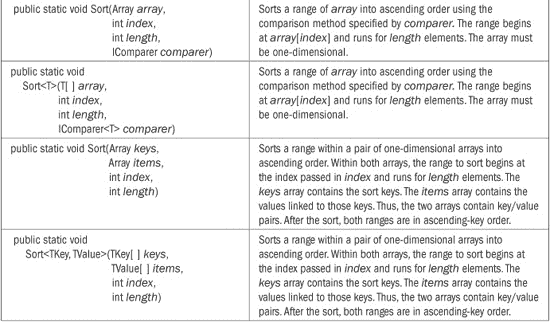 public static void Sort(Array array,
int index,
int length,
IComparer comparer)
Sorts a range of array into ascending order using the
comparison method specified by comparer. The range begins
at array[index] and runs for length elements. The array must
be one-dimensional.
public static void
Sort<T>(T[ ] array,
int index,
int length,
IComparer<T> comparer)
Sorts a range of array into ascending order using the
comparison method specified by comparer. The range begins
at array[index] and runs for length elements. The array must
be one-dimensional.
public static void Sort(Array keys,
Array items,
int index,
int length)
Sorts a range within a pair of one-dimensional arrays into
ascending order. Within both arrays, the range to sort begins at
the index passed in index and runs for length elements. The
keys array contains the sort keys. The items array contains the
values linked to those keys. Thus, the two arrays contain key/value
pairs. After the sort, both ranges are in ascending-key order.
public static void
Sort<TKey, TValue>(TKey[ ] keys,
TValue[ ] items,
int index,
int length)
Sorts a range within a pair of one-dimensional arrays into
ascending order. Within both arrays, the range to sort begins at
the index passed in index and runs for length elements. The
keys array contains the sort keys. The items array contains the
values linked to those keys. Thus, the two arrays contain key/value
pairs. After the sort, both ranges are in ascending-key order.